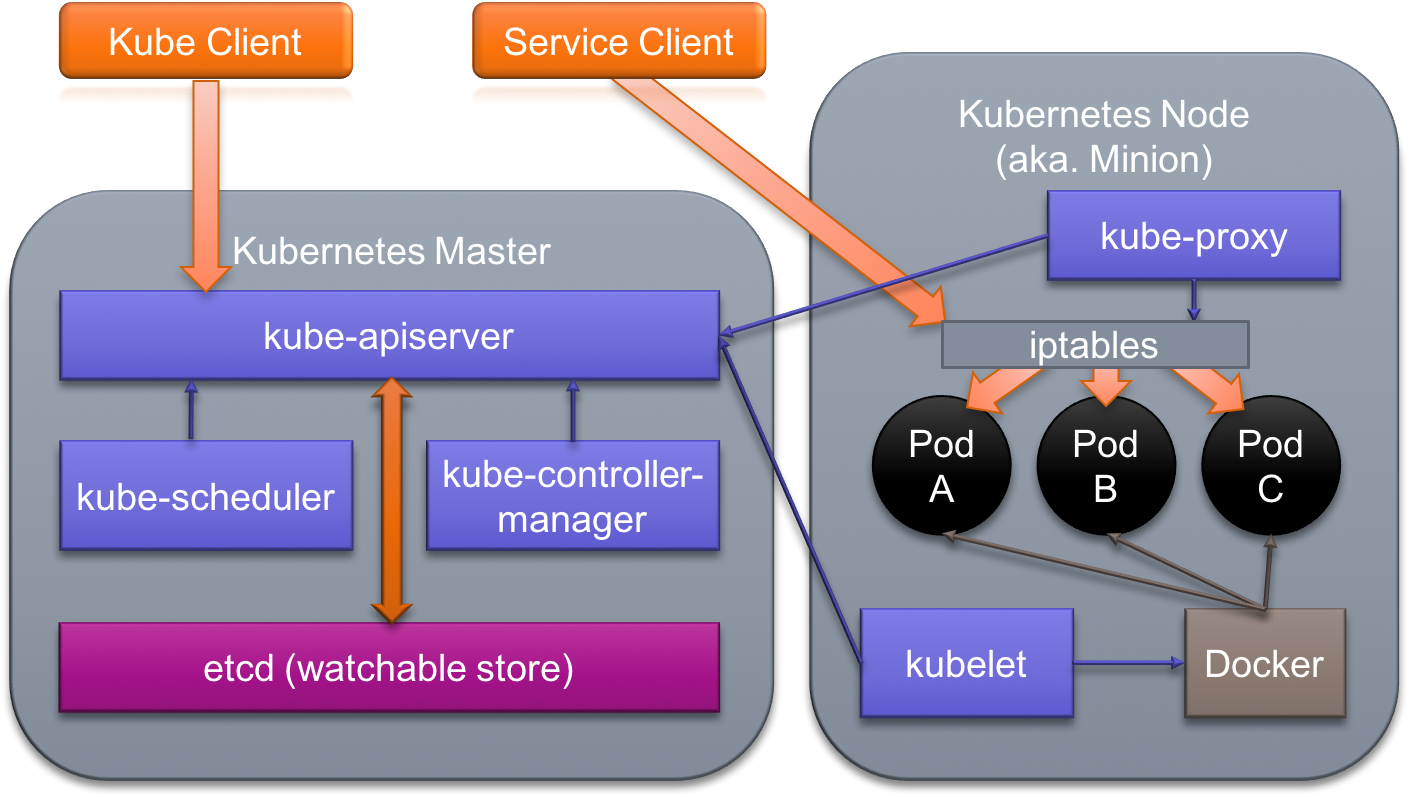 Kube Client
Service Client
Kubernetes Master
kube-apiserver
kube-scheduler
kube-controller-
manager
etcd (watchable store)
Kubernetes Node
(aka. Minion)
kube-proxy
iptables
Pod
A
Pod
B
Pod
C
kubelet
Docker